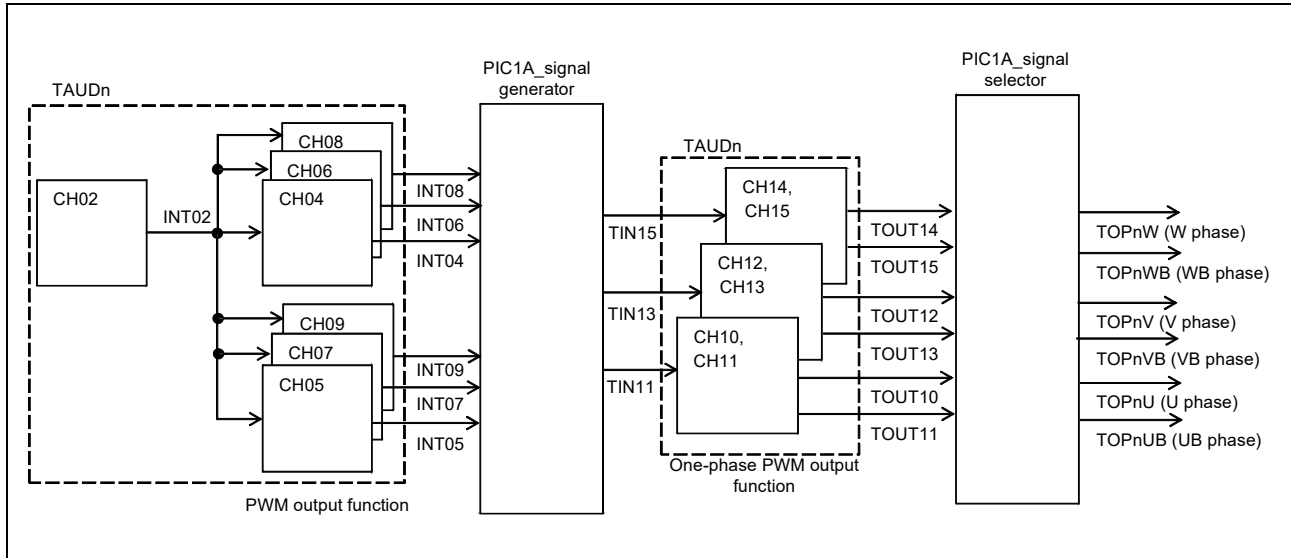 TAUDn
CH02
INT02
CH08
CH06
CH04
INT08
INT06
INT04
CH09
CH07
CH05
INT09
INT07
INT05
PWM output function
PIC1A_signal
generator
TIN15
TIN13
TIN11
TAUDn
CH14,
CH15
CH12,
CH13
CH10,
CH11
One-phase PWM output
function
TOUT14
TOUT15
TOUT12
TOUT13
TOUT10
TOUT11
PIC1A_signal
selector
TOPnW (W phase)
TOPnWB (WB phase)
TOPnV (V phase)
TOPnVB (VB phase)
TOPnU (U phase)
TOPnUB (UB phase)